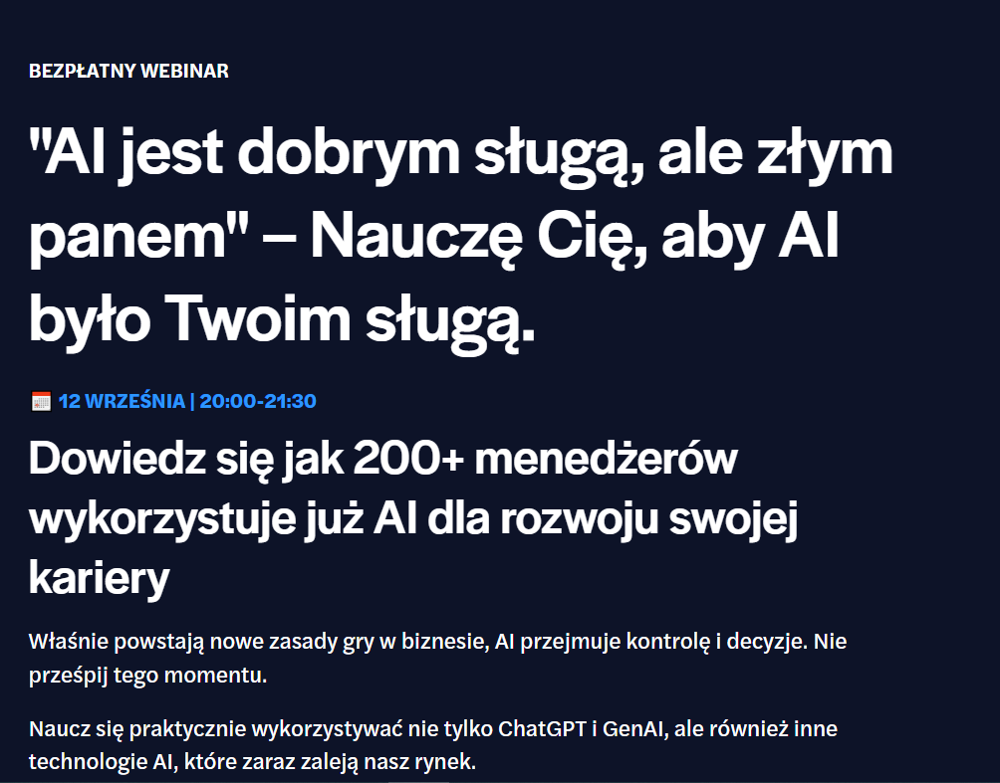 BEZPŁATNY WEBINAR
"AI jest dobrym sługą, ale złym
panem" – Nauczę Cię, aby AI
było Twoim sługą.
12 WRZEŚNIA | 20:00-21:30
Dowiedz się jak 200+ menedżerów
wykorzystuje już AI dla rozwoju swojej
kariery
Właśnie powstają nowe zasady gry w biznesie, AI przejmuje kontrolę i decyzje. Nie
prześpij tego momentu.
Naucz się praktycznie wykorzystywać nie tylko ChatGPT i GenAI, ale również inne
technologie AI, które zaraz zaleją nasz rynek.